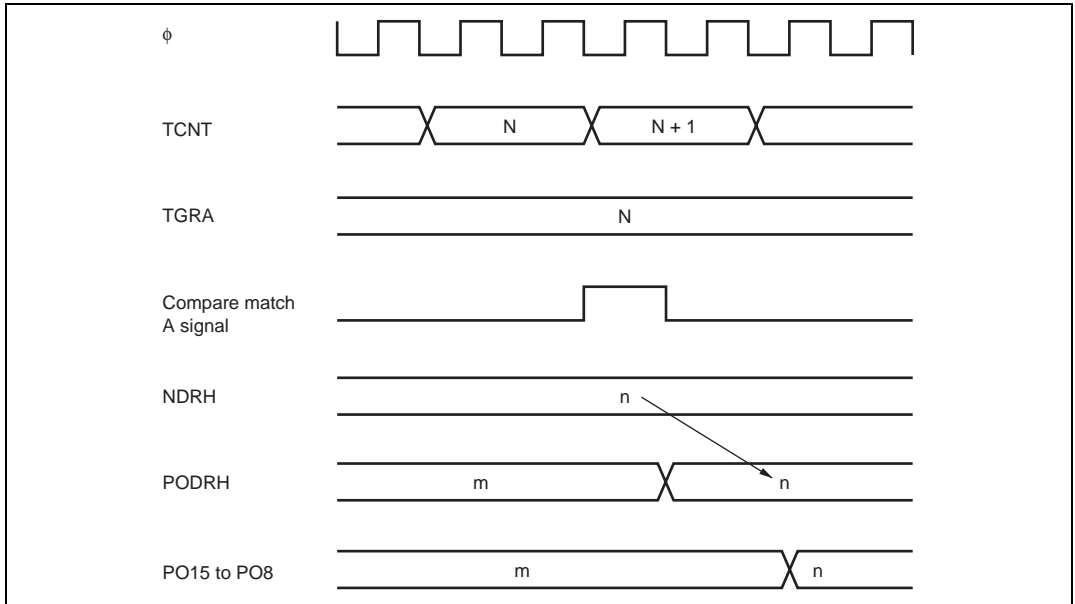 ϕ
TCNT N N + 1
TGRA N
Compare match
A signal
NDRH n
PODRH m n
PO15 to PO8 m n